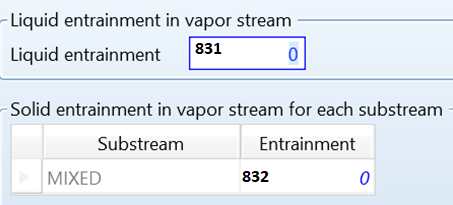 Liquid entrainment in vapor stream
Liquid entrainment 831 0
Solid entrainment in vapor stream for each substream
Substream Entrainment
MIXED 832 0